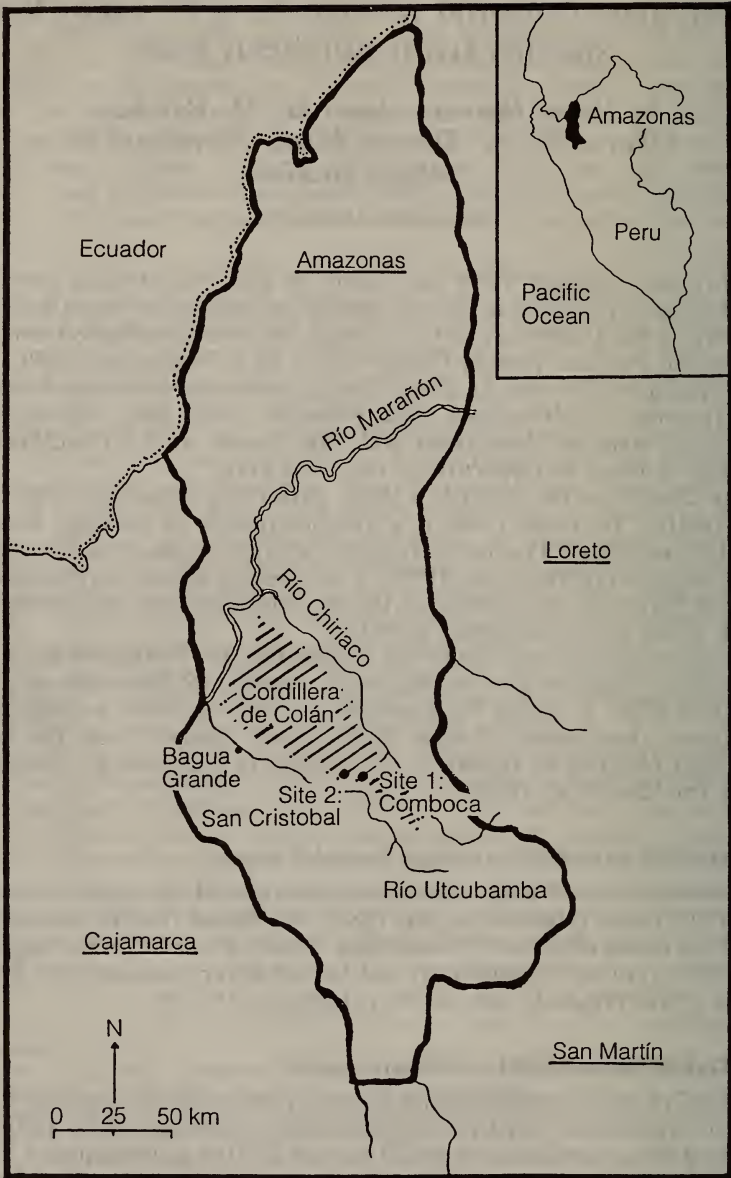 Ecuador
Amazonas
Amazonas
Peru
Pacific
Ocean
Río Marañón
Loreto
Río Chiriaco
Cordillera
de Colán
Bagua
Grande
Site 1:
Comboca
Site 2:
San Cristobal
Río Utcubamba
Cajamarca
San Martín
N
0 25 50 km